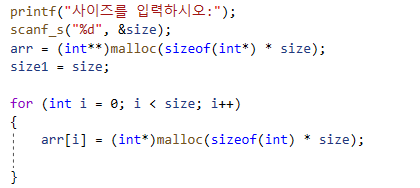 printf("사이즈를 입력하시오:");
scanf_s("%d", &size);
arr = (int**)malloc(sizeof(int*) * size);
size1 = size;
for (int i = 0; i < size; i++)
{
arr[i] = (int*)malloc(sizeof(int) * size);
}